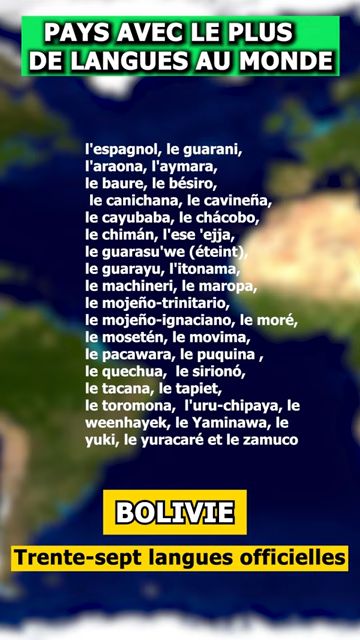 PAYS AVEC LE PLUS
DE LANGUES AU MONDE
l'espagnol, le guarani,
l'araona, l'aymara,
le baure, le bésiro,
le canichana, le cavineña,
le cayubaba, le chácobo,
le chimán, l'ese 'ejja,
le guarasu'we (éteint),
le guarayu, l'itonama,
le machineri, le maropa,
le mojeño-trinitario,
le mojeño-ignaciano, le moré,
le mosetén, le movima,
le pacawara, le puquina ,
le quechua, le sirionó,
le tacana, le tapiet,
le toromona, l'uru-chipaya, le
weenhayek, le Yaminawa, le
yuki, le yuracaré et le zamuco
BOLIVIE
Trente-sept langues officielles